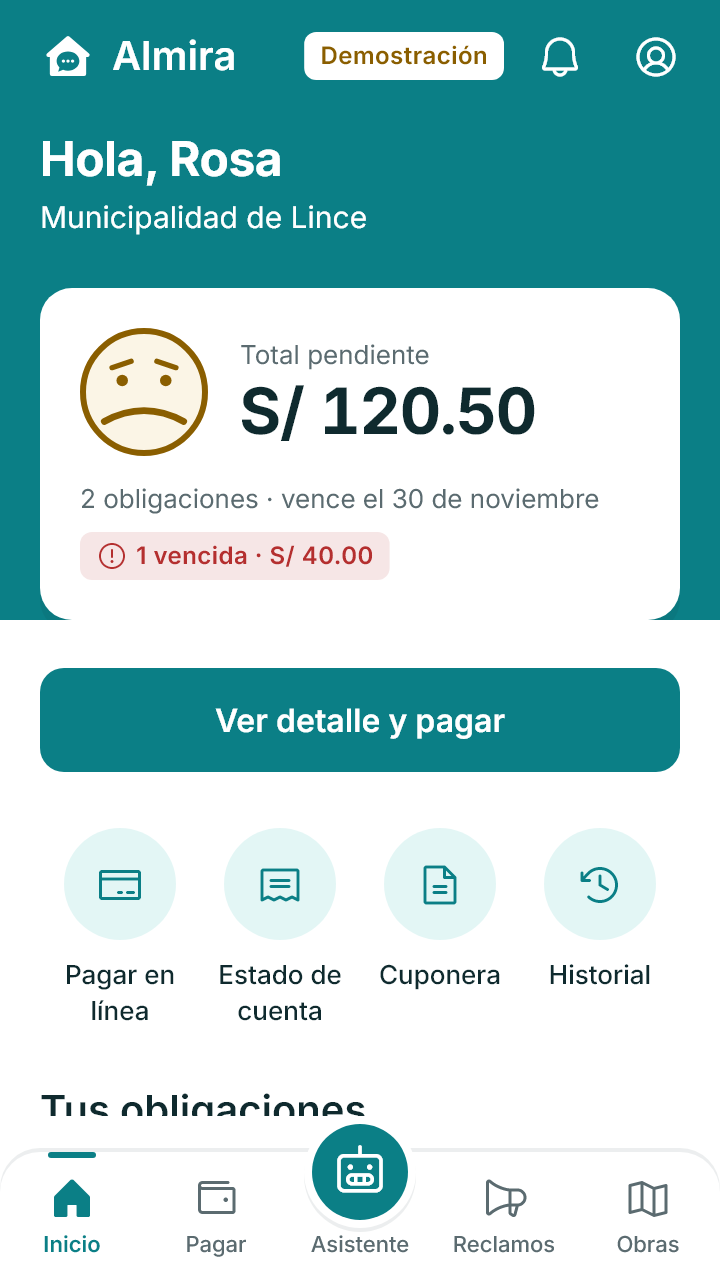 Almira
Demostración
Hola, Rosa
Municipalidad de Lince
Total pendiente
S/ 120.50
2 obligaciones · vence el 30 de noviembre
1 vencida · S/ 40.00
Ver detalle y pagar
Pagar en
línea
Estado de
cuenta
Cuponera
Historial
Tus obligaciones
Inicio
Pagar
Asistente
Reclamos
Obras